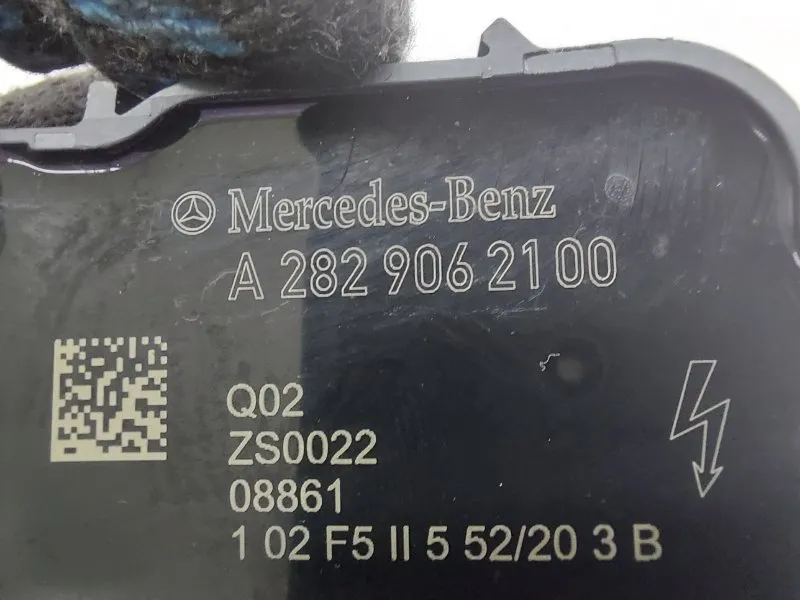 Mercedes-Benz
A 282 906 21 00
Q02
ZS0022
08861
1 02 F5 II 5 52/20 3 B